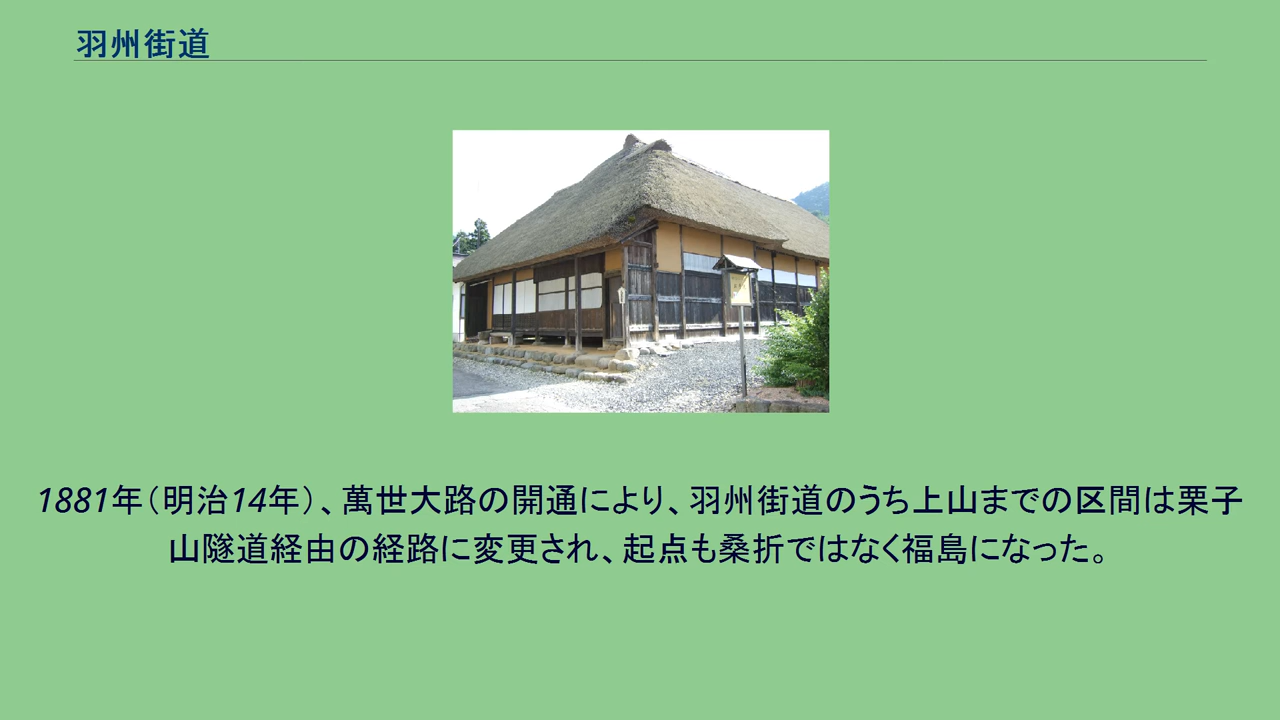 羽州街道
1881年（明治14年）、萬世大路の開通により、羽州街道のうち上山までの区間は栗子
山隧道経由の経路に変更され、起点も桑折ではなく福島になった。